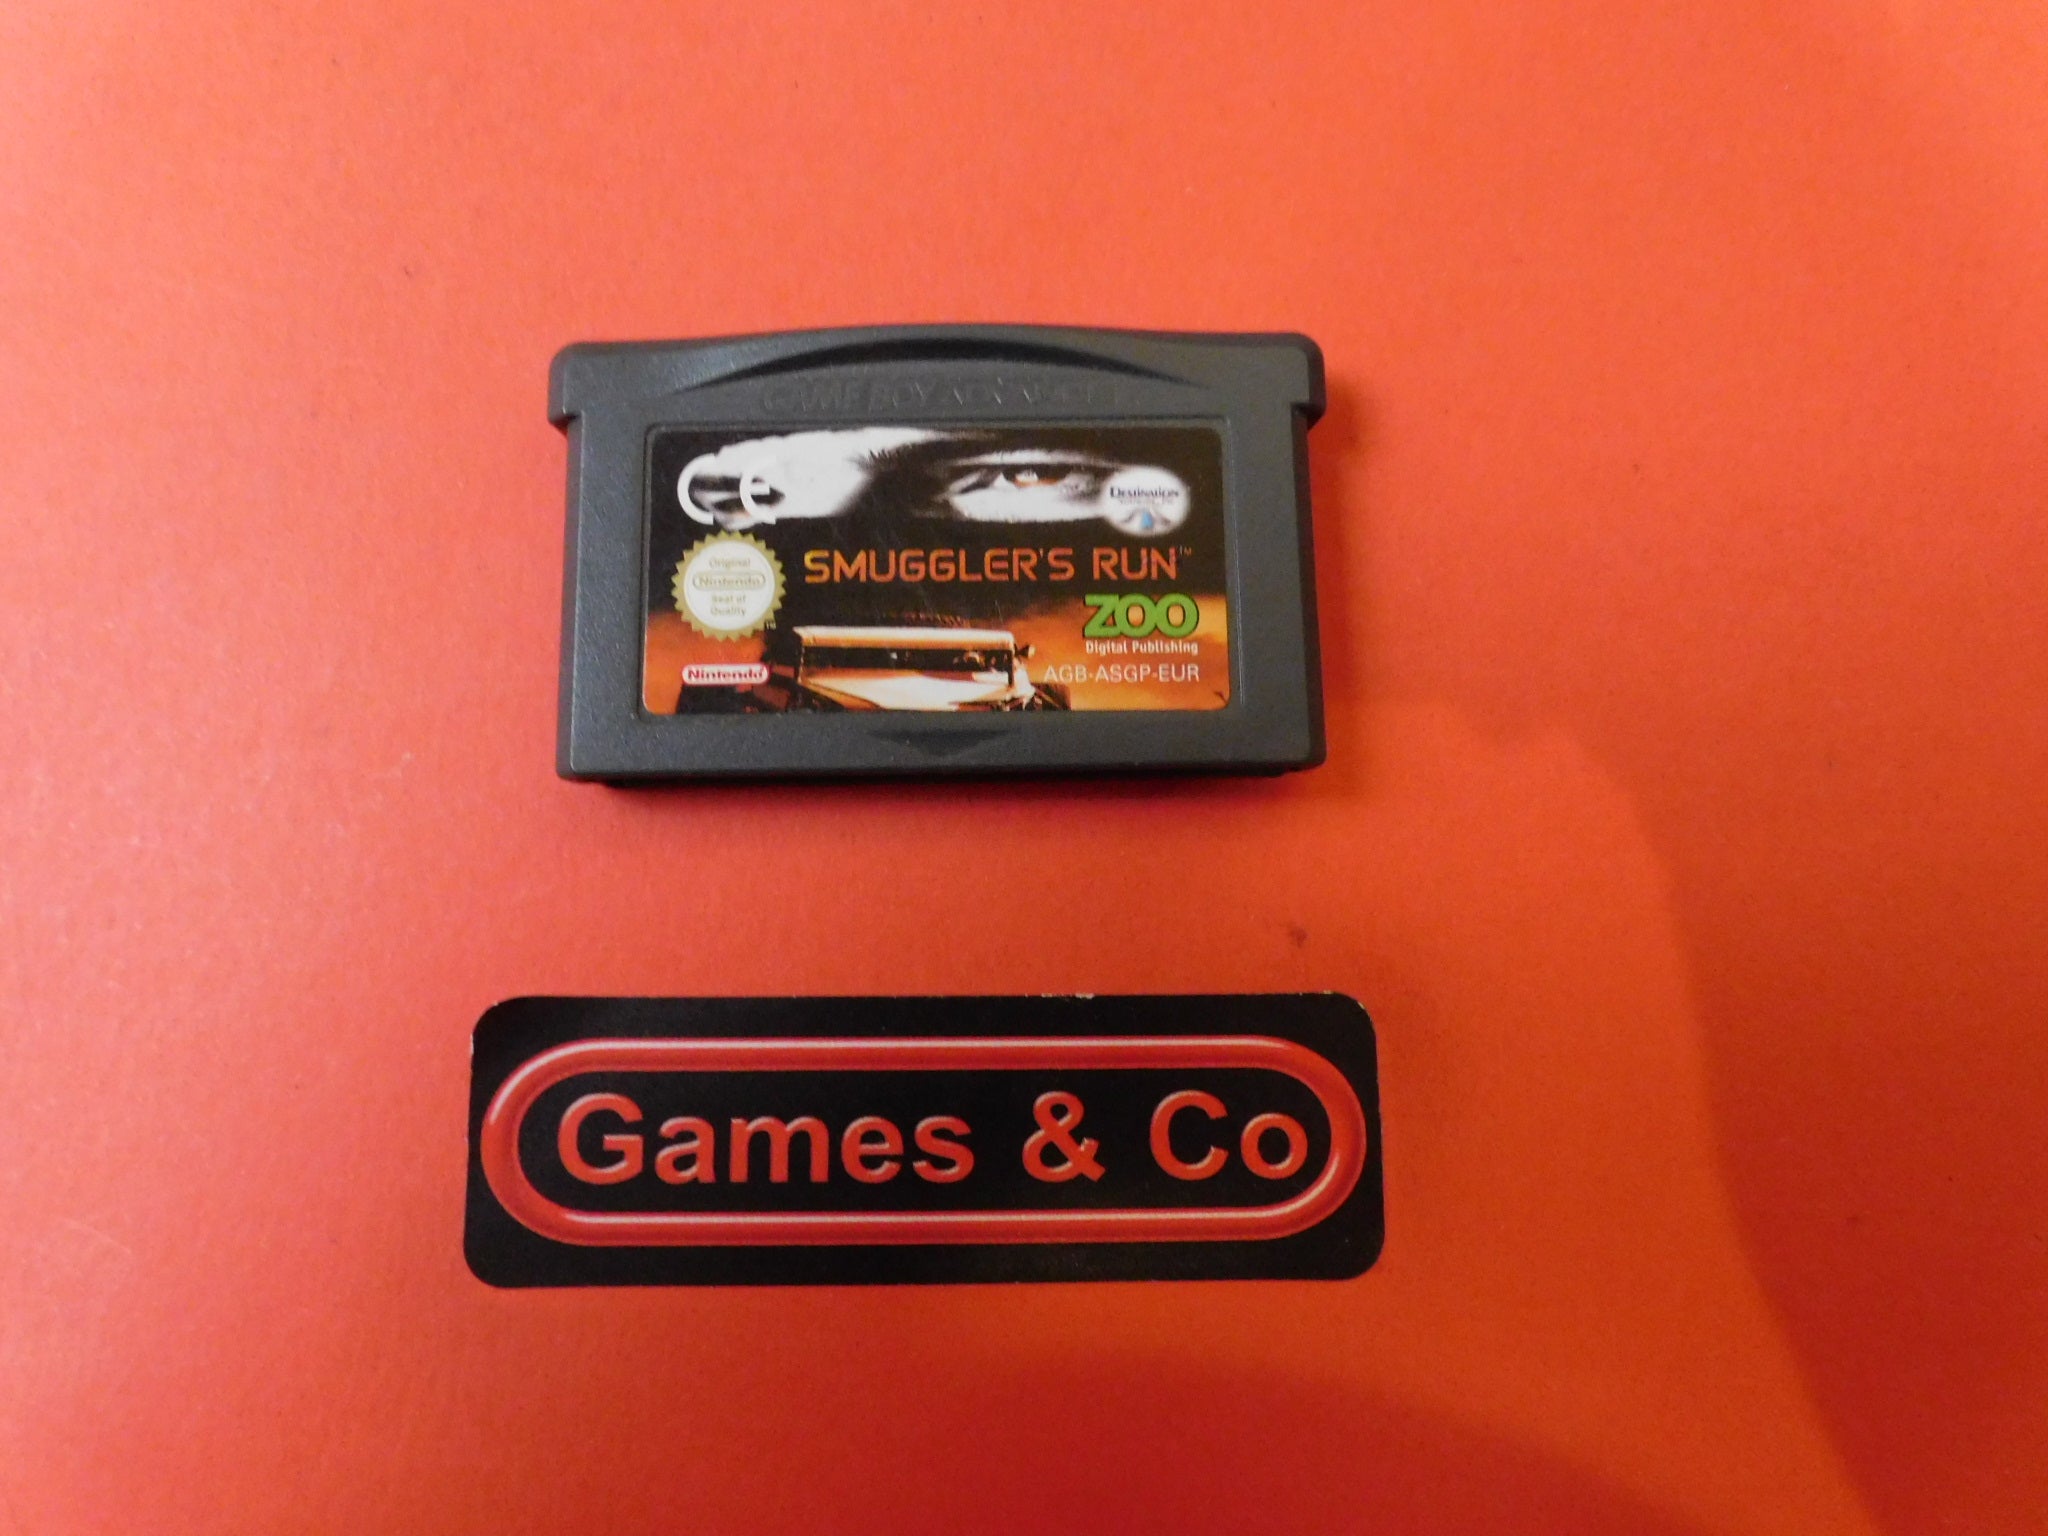 GAME BOY ADVANCE
CE
Destination
Original
Nintendo
Seal of
Quality
SMUGGLER'S RUN™
ZOO
Digital Publishing
Nintendo
AGB-ASGP-EUR
Games & Co